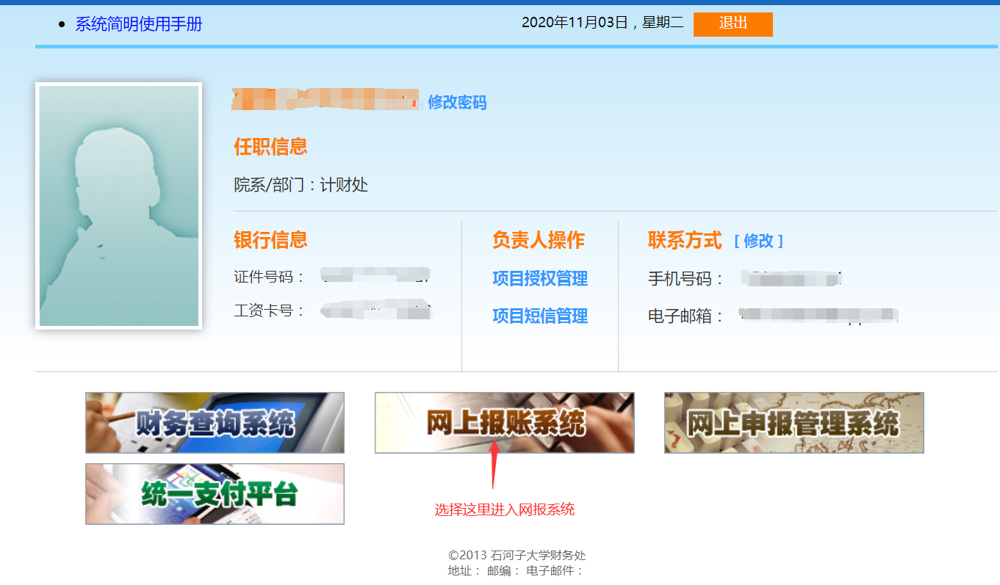 系统简明使用手册
2020年11月03日，星期二 退出
修改密码
任职信息
院系/部门：计财处
银行信息 负责人操作 联系方式 [ 修改 ]
证件号码： 项目授权管理 手机号码：
工资卡号： 项目短信管理 电子邮箱：
财务查询系统 网上报账系统 网上申报管理系统
统一支付平台
选择这里进入网报系统
©2013 石河子大学财务处
地址： 邮编： 电子邮件：